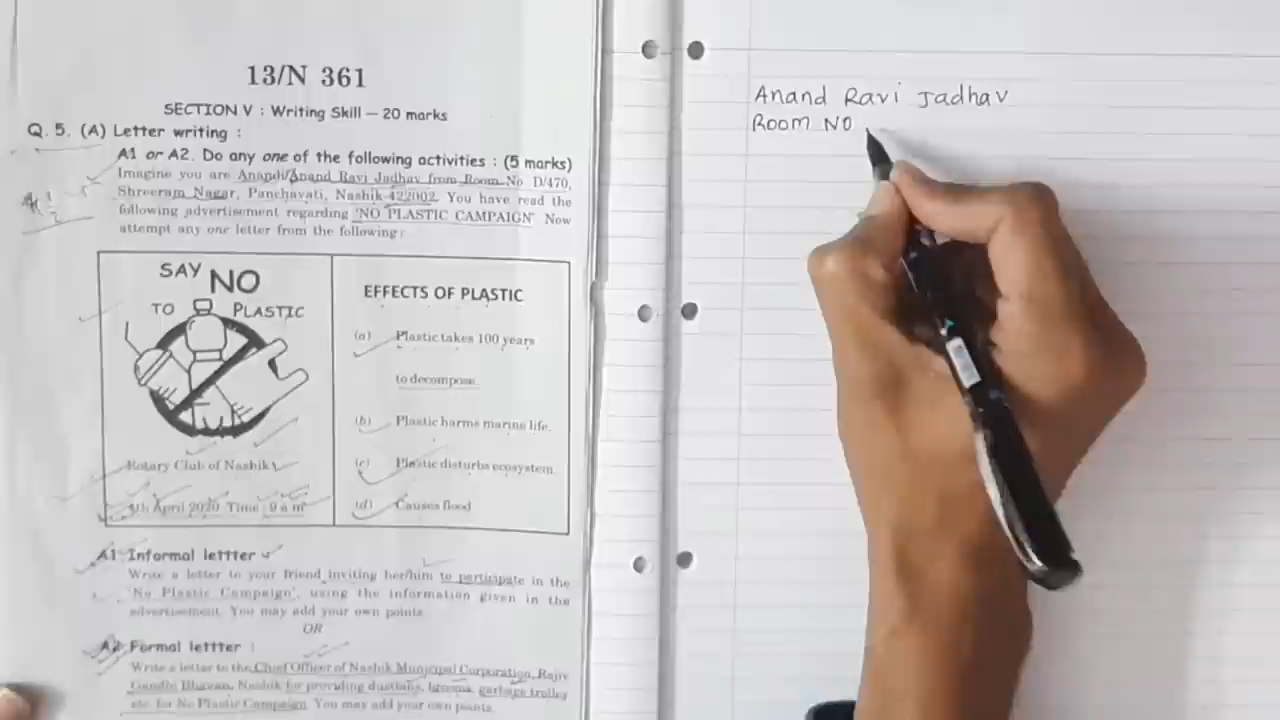 13/N 361
SECTION V : Writing Skill — 20 marks
Q. 5. (A) Letter writing :
A1 or A2. Do any one of the following activities : (5 marks)
Imagine you are Anandi/Anand Ravi Jadhav from Room No D/470,
Shreeram Nagar, Panchavati, Nashik-422002. You have read the
following advertisement regarding 'NO PLASTIC CAMPAIGN' Now
attempt any one letter from the following :
SAY NO
TO PLASTIC
Rotary Club of Nashik
4th April 2020 Time : 9 a m
EFFECTS OF PLASTIC
(a) Plastic takes 100 years
to decompose.
(b) Plastic harms marine life.
(c) Plastic disturbs ecosystem
(d) Causes flood
A1 Informal lettter
Write a letter to your friend inviting her/him to participate in the
'No Plastic Campaign', using the information given in the
advertisement. You may add your own points.
OR
A2 Formal lettter :
Write a letter to the Chief Officer of Nashik Municipal Corporation, Rajiv
Gandhi Bhavan, Nashik for providing dustbins, brooms, garbage trolley
etc. for No Plastic Campaign. You may add your own points.
Anand Ravi Jadhav
Room NO